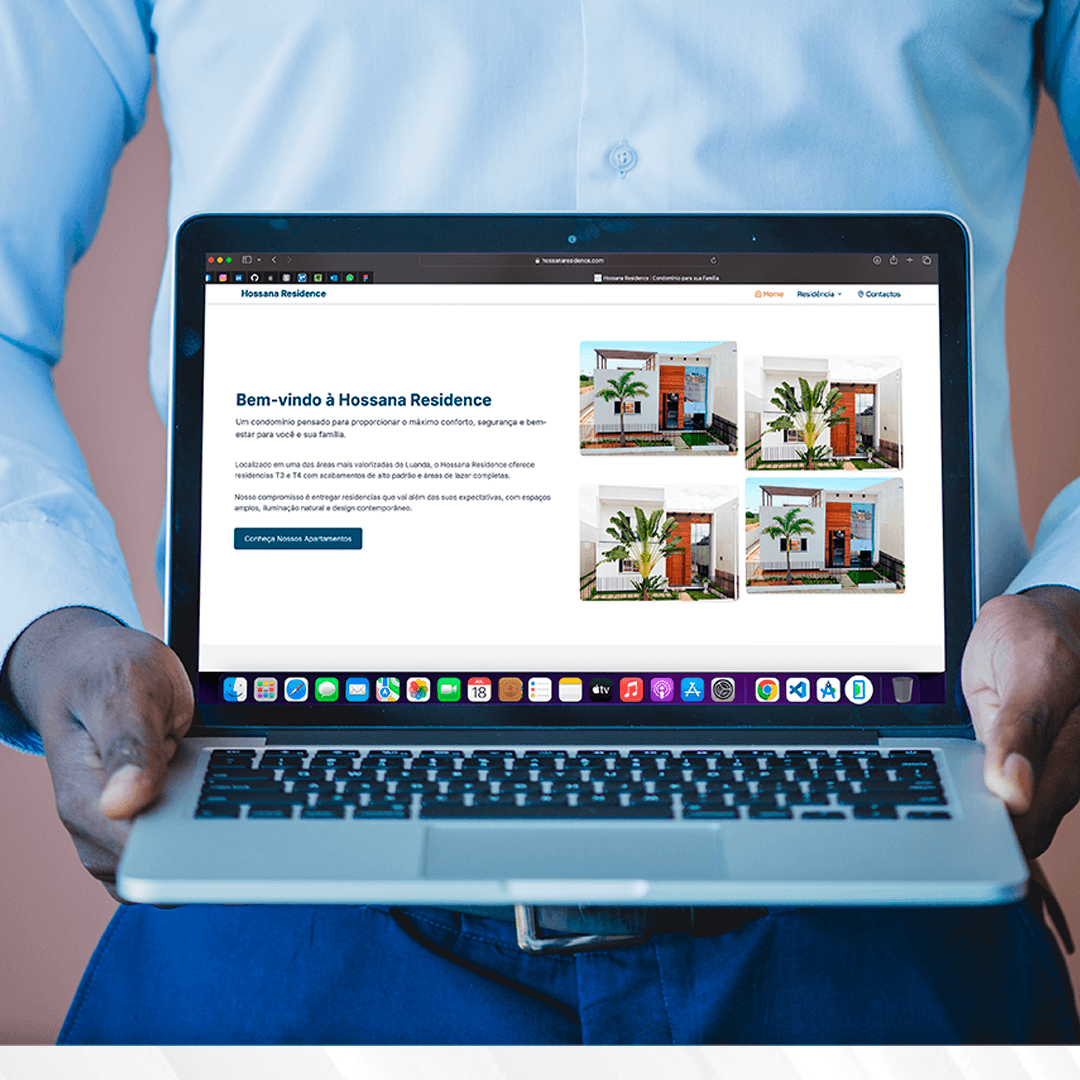 hossanaresidence.com
Hossana Residence | Condomínio para sua Família
Hossana Residence
Home
Residência
Contactos
Bem-vindo à Hossana Residence
Um condomínio pensado para proporcionar o máximo conforto, segurança e bem-
estar para você e sua família.
Localizado em uma das áreas mais valorizadas de Luanda, o Hossana Residence oferece
residencias T3 e T4 com acabamentos de alto padrão e áreas de lazer completas.
Nosso compromisso é entregar residencias que vai além das suas expectativas, com espaços
amplos, iluminação natural e design contemporâneo.
Conheça Nossos Apartamentos
18
tv